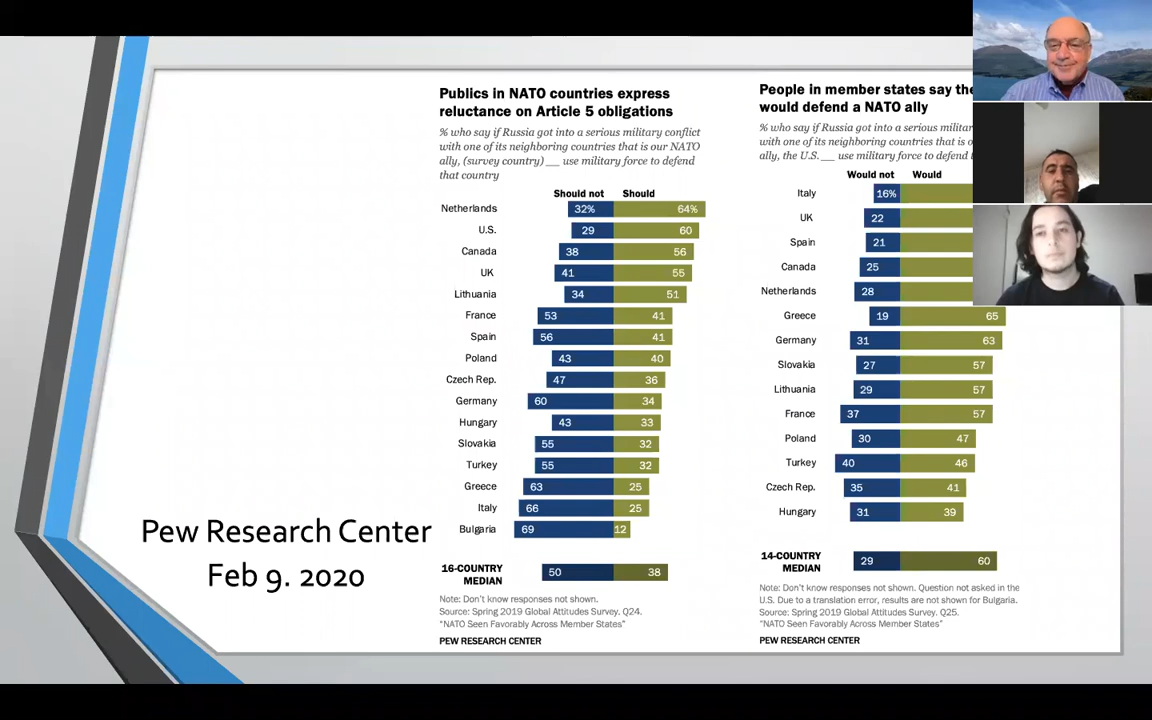 Publics in NATO countries express
reluctance on Article 5 obligations
% who say if Russia got into a serious military conflict
with one of its neighboring countries that is our NATO
ally, (survey country) __ use military force to defend
that country
Should not Should
Netherlands 32% 64%
U.S. 29 60
Canada 38 56
UK 41 55
Lithuania 34 51
France 53 41
Spain 56 41
Poland 43 40
Czech Rep. 47 36
Germany 60 34
Hungary 43 33
Slovakia 55 32
Turkey 55 32
Greece 63 25
Italy 66 25
Bulgaria 69 12
16-COUNTRY
MEDIAN 50 38
Note: Don't know responses not shown.
Source: Spring 2019 Global Attitudes Survey. Q24.
"NATO Seen Favorably Across Member States"
PEW RESEARCH CENTER
People in member states say the
would defend a NATO ally
% who say if Russia got into a serious militar
with one of its neighboring countries that is o
ally, the U.S. __ use military force to defend
Would not Would
Italy 16%
UK 22
Spain 21
Canada 25
Netherlands 28
Greece 19 65
Germany 31 63
Slovakia 27 57
Lithuania 29 57
France 37 57
Poland 30 47
Turkey 40 46
Czech Rep. 35 41
Hungary 31 39
14-COUNTRY
MEDIAN 29 60
Note: Don't know responses not shown. Question not asked in the
U.S. Due to a translation error, results are not shown for Bulgaria.
Source: Spring 2019 Global Attitudes Survey. Q25.
"NATO Seen Favorably Across Member States"
PEW RESEARCH CENTER
Pew Research Center
Feb 9. 2020